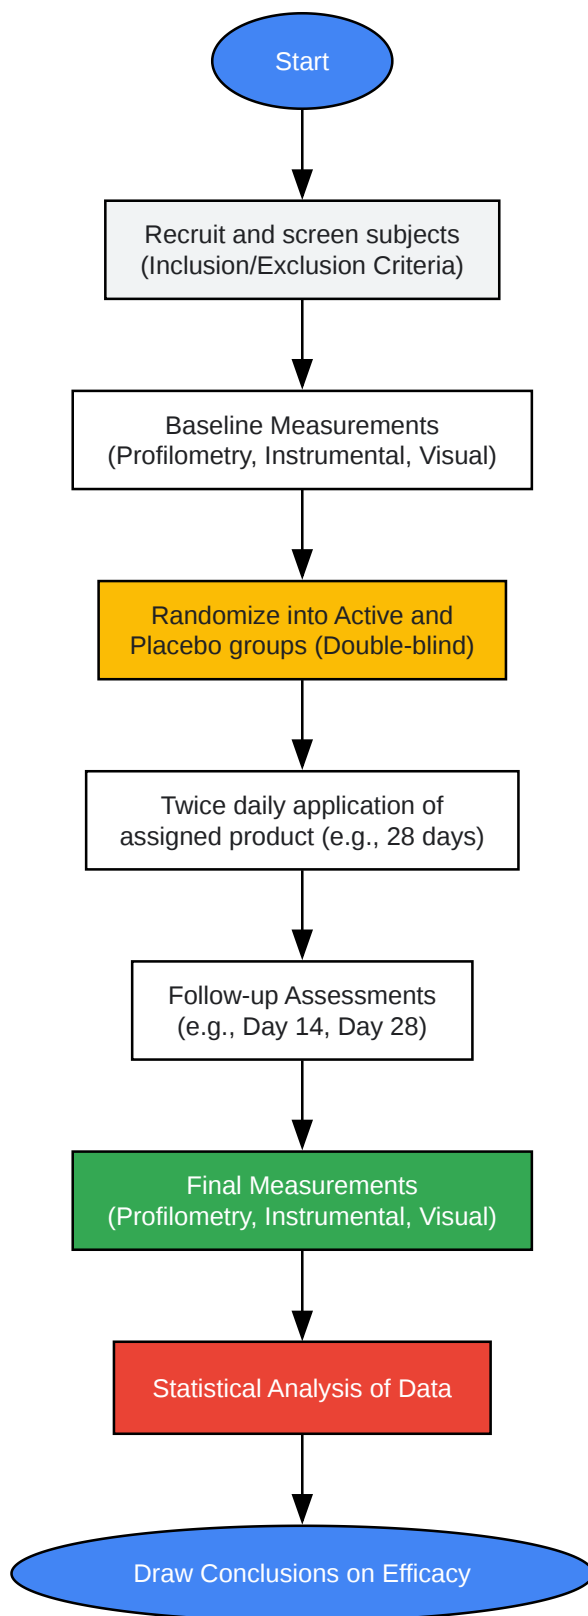 Start
Recruit and screen subjects
(Inclusion/Exclusion Criteria)
Baseline Measurements
(Profilometry, Instrumental, Visual)
Randomize into Active and
Placebo groups (Double-blind)
Twice daily application of
assigned product (e.g., 28 days)
Follow-up Assessments
(e.g., Day 14, Day 28)
Final Measurements
(Profilometry, Instrumental, Visual)
Statistical Analysis of Data
Draw Conclusions on Efficacy